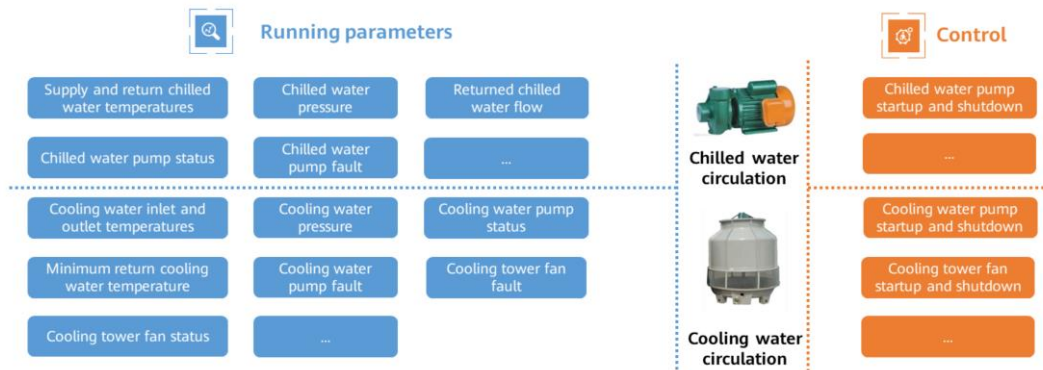 Running parameters
Control
Supply and return chilled
water temperatures
Chilled water
pressure
Returned chilled
water flow
Chilled water pump status
Chilled water
pump fault
...
Chilled water
circulation
Chilled water pump
startup and shutdown
...
Cooling water inlet and
outlet temperatures
Cooling water
pressure
Cooling water pump
status
Minimum return cooling
water temperature
Cooling water
pump fault
Cooling tower fan
fault
Cooling tower fan status
...
Cooling water
circulation
Cooling water pump
startup and shutdown
Cooling tower fan
startup and shutdown
...